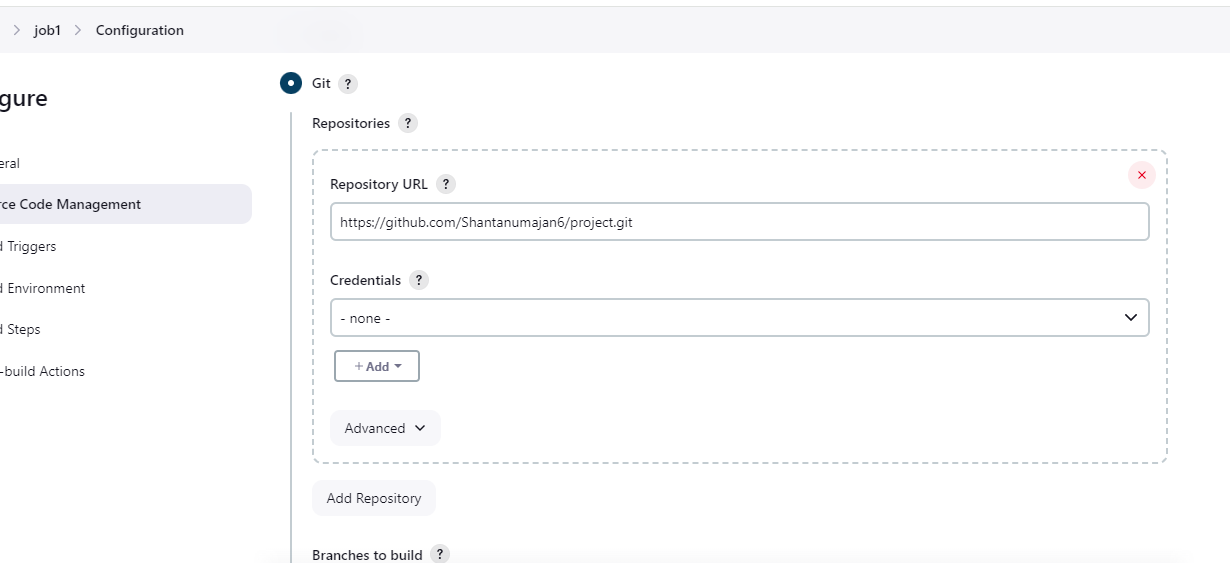 job1 Configuration
Git ?
gure
Repositories ?
eral
Repository URL ?
rce Code Management
https://github.com/Shantanumajan6/project.git
d Triggers
Credentials ?
d Environment
- none -
d Steps
+ Add
-build Actions
Advanced
Add Repository
Branches to build ?